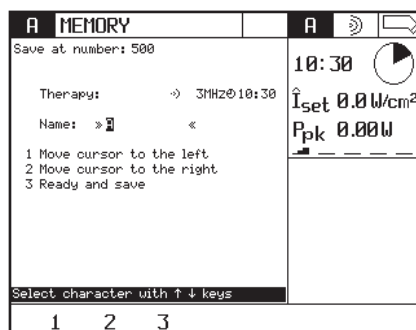 A MEMORY
Save at number: 500
Therapy: 3MHz 10:30
Name: » «
1 Move cursor to the left
2 Move cursor to the right
3 Ready and save
Select character with ↑ ↓ keys
1 2 3
A
10:30
Îset 0.0 W/cm²
Ppk 0.00 W